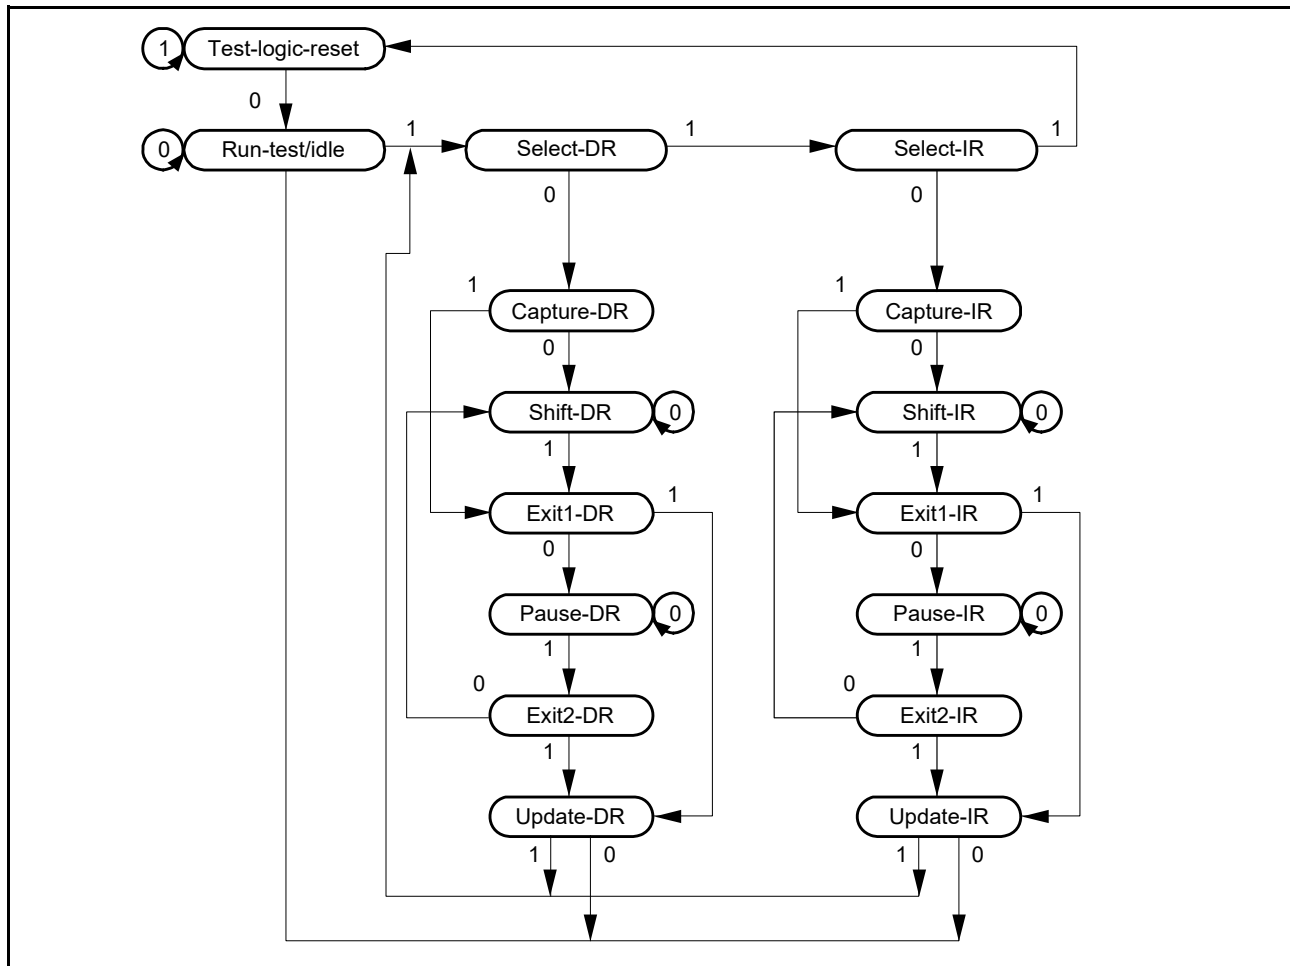 1 Test-logic-reset
0
0 Run-test/idle 1 Select-DR 1 Select-IR 1
0 0
1 1
Capture-DR Capture-IR
0 0
Shift-DR 0 Shift-IR 0
1 1
Exit1-DR 1 Exit1-IR 1
0 0
Pause-DR 0 Pause-IR 0
1 1
0 0
Exit2-DR Exit2-IR
1 1
Update-DR Update-IR
1 0 1 0